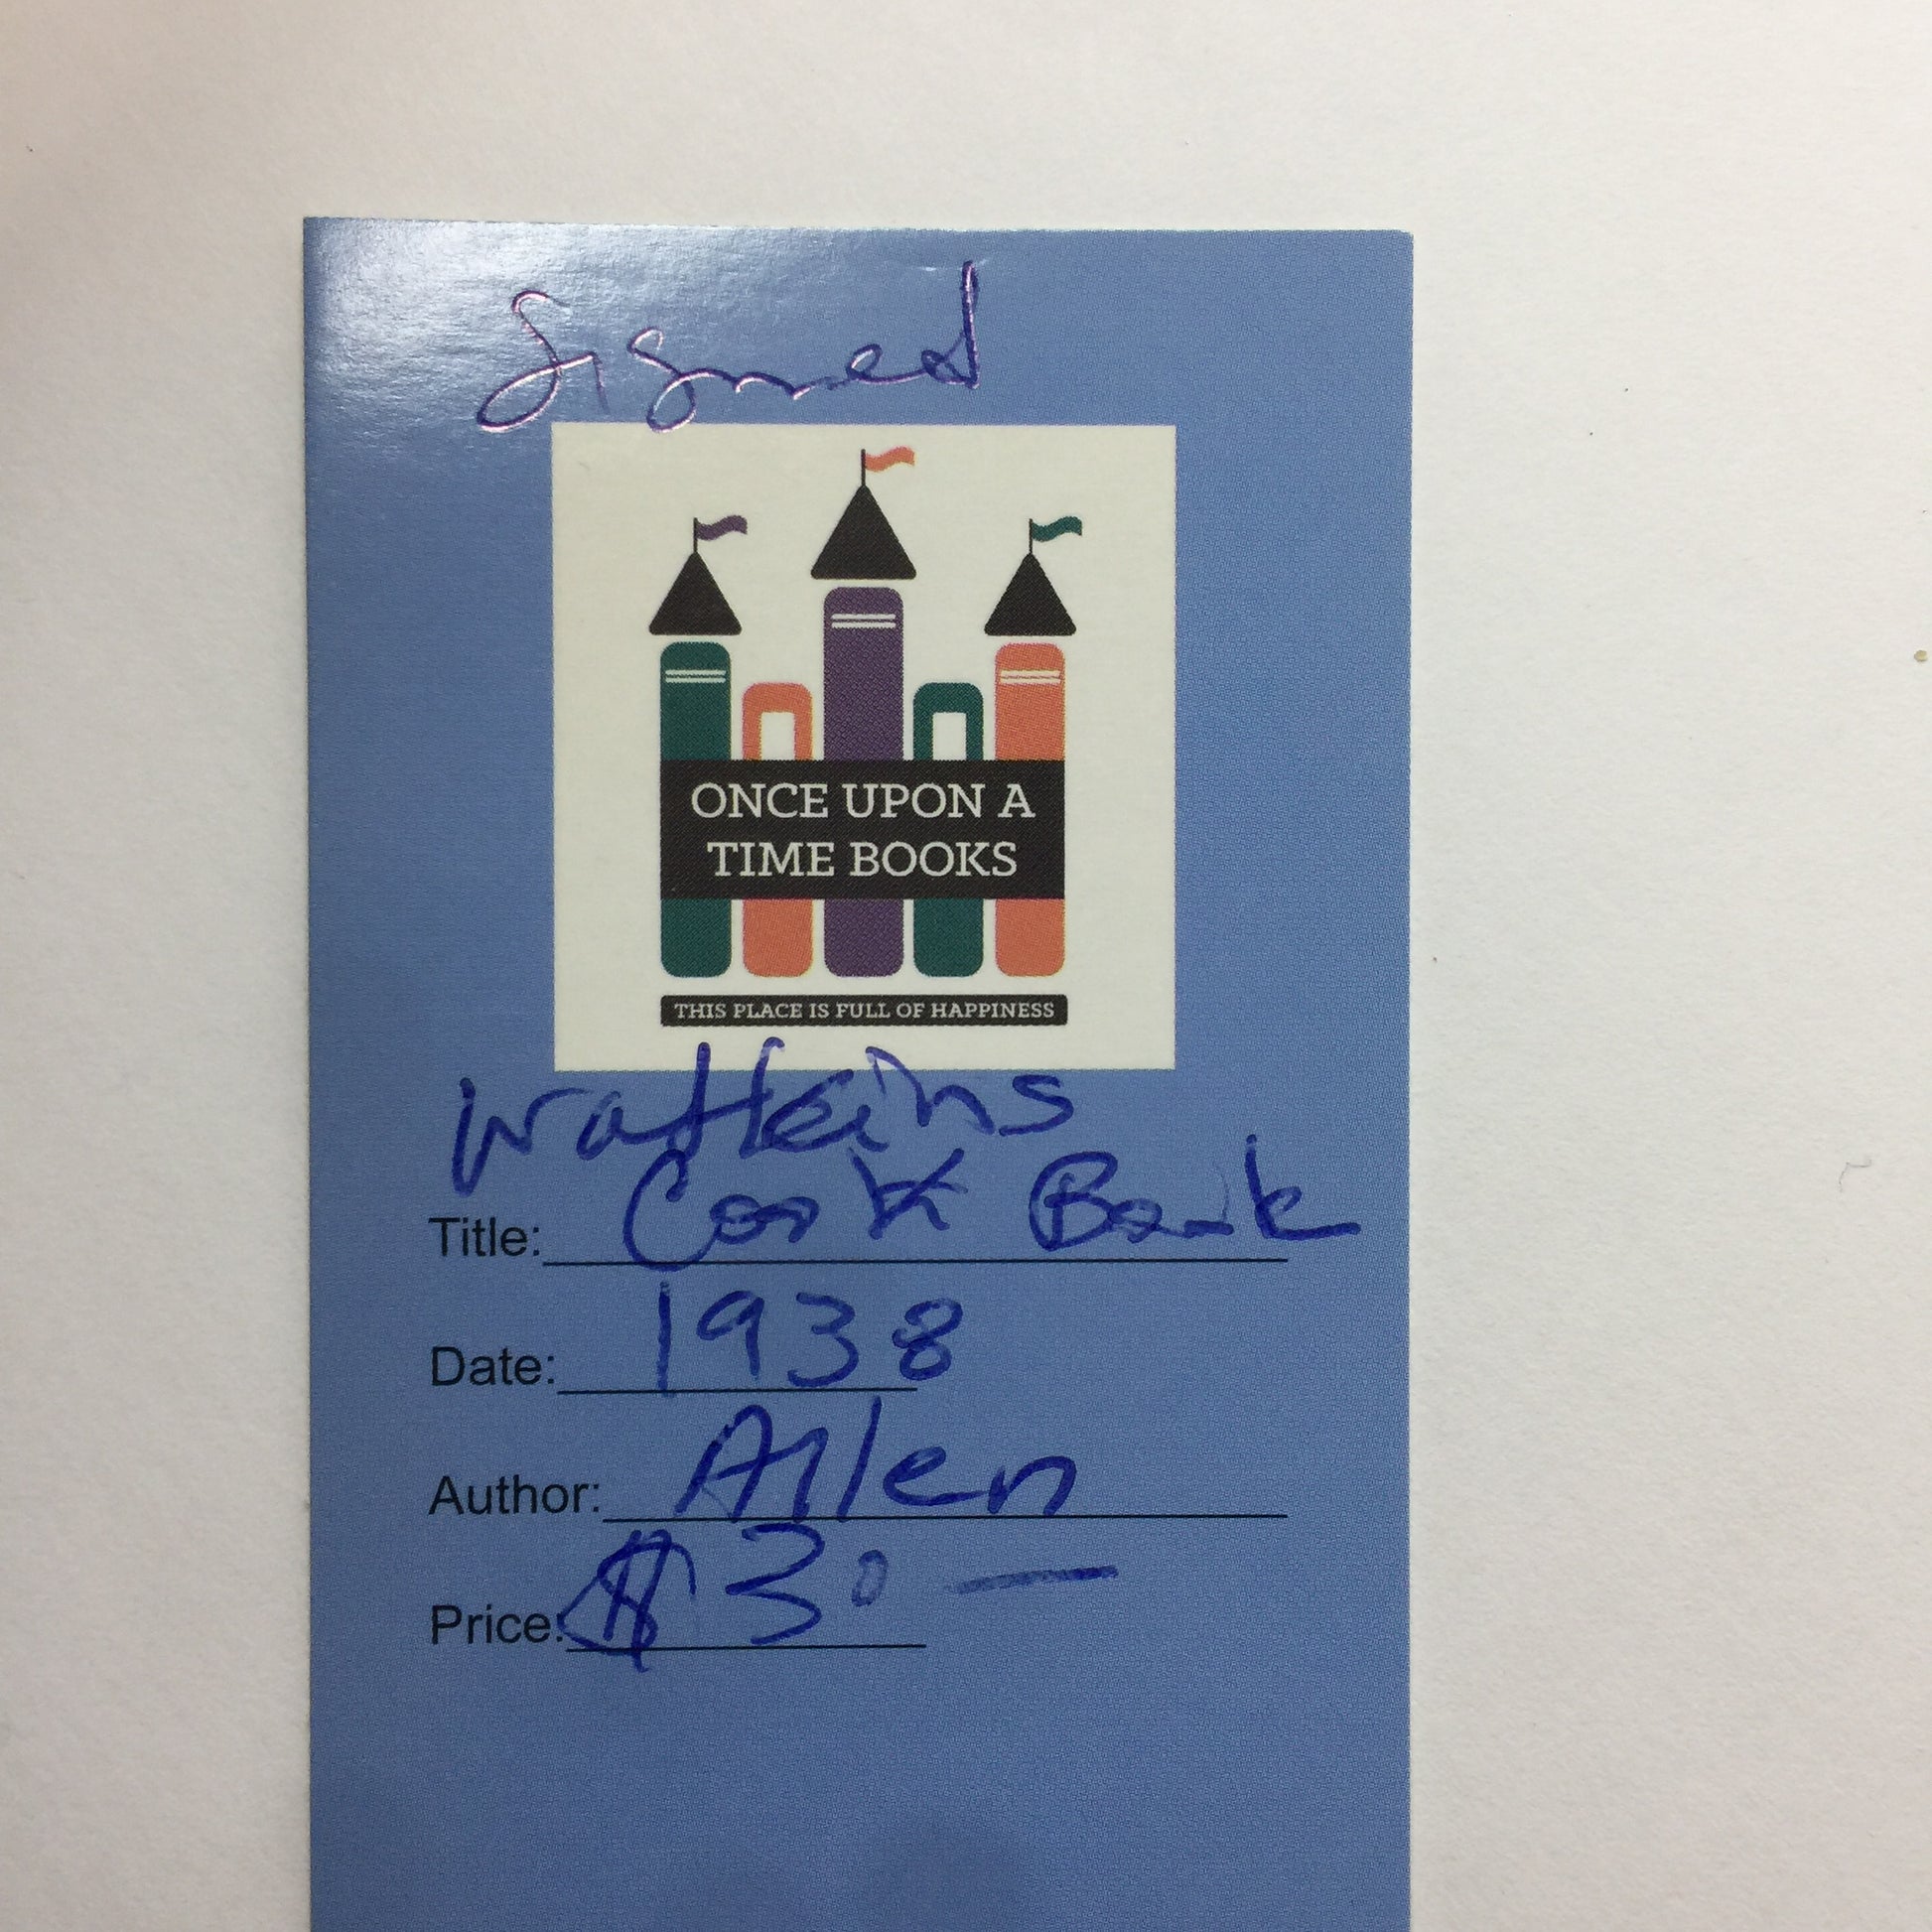 Signed
ONCE UPON A
TIME BOOKS
THIS PLACE IS FULL OF HAPPINESS
Watkins
Title: Cook Book
Date: 1938
Author: Allen
Price: $30 —